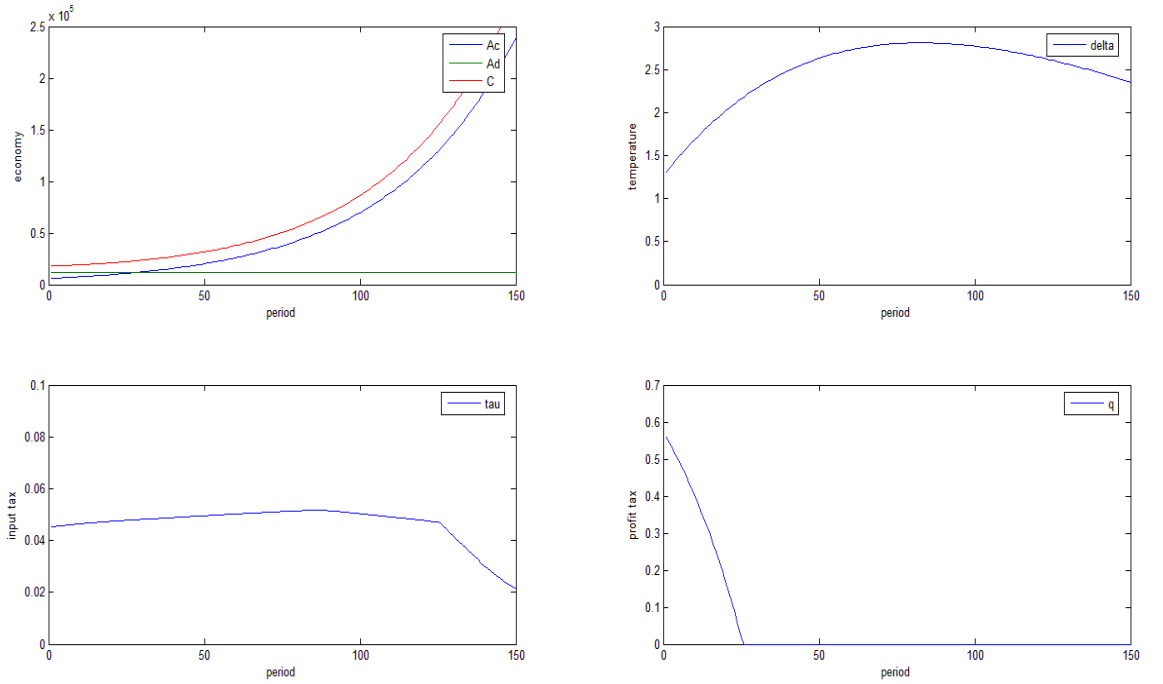 x 10^5
2.5
2
1.5
1
0.5
0
economy
Ac
Ad
C
0 50 100 150
period
3
2.5
2
1.5
1
0.5
0
temperature
delta
0 50 100 150
period
0.1
0.08
0.06
0.04
0.02
0
input tax
tau
0 50 100 150
period
0.7
0.6
0.5
0.4
0.3
0.2
0.1
0
profit tax
q
0 50 100 150
period